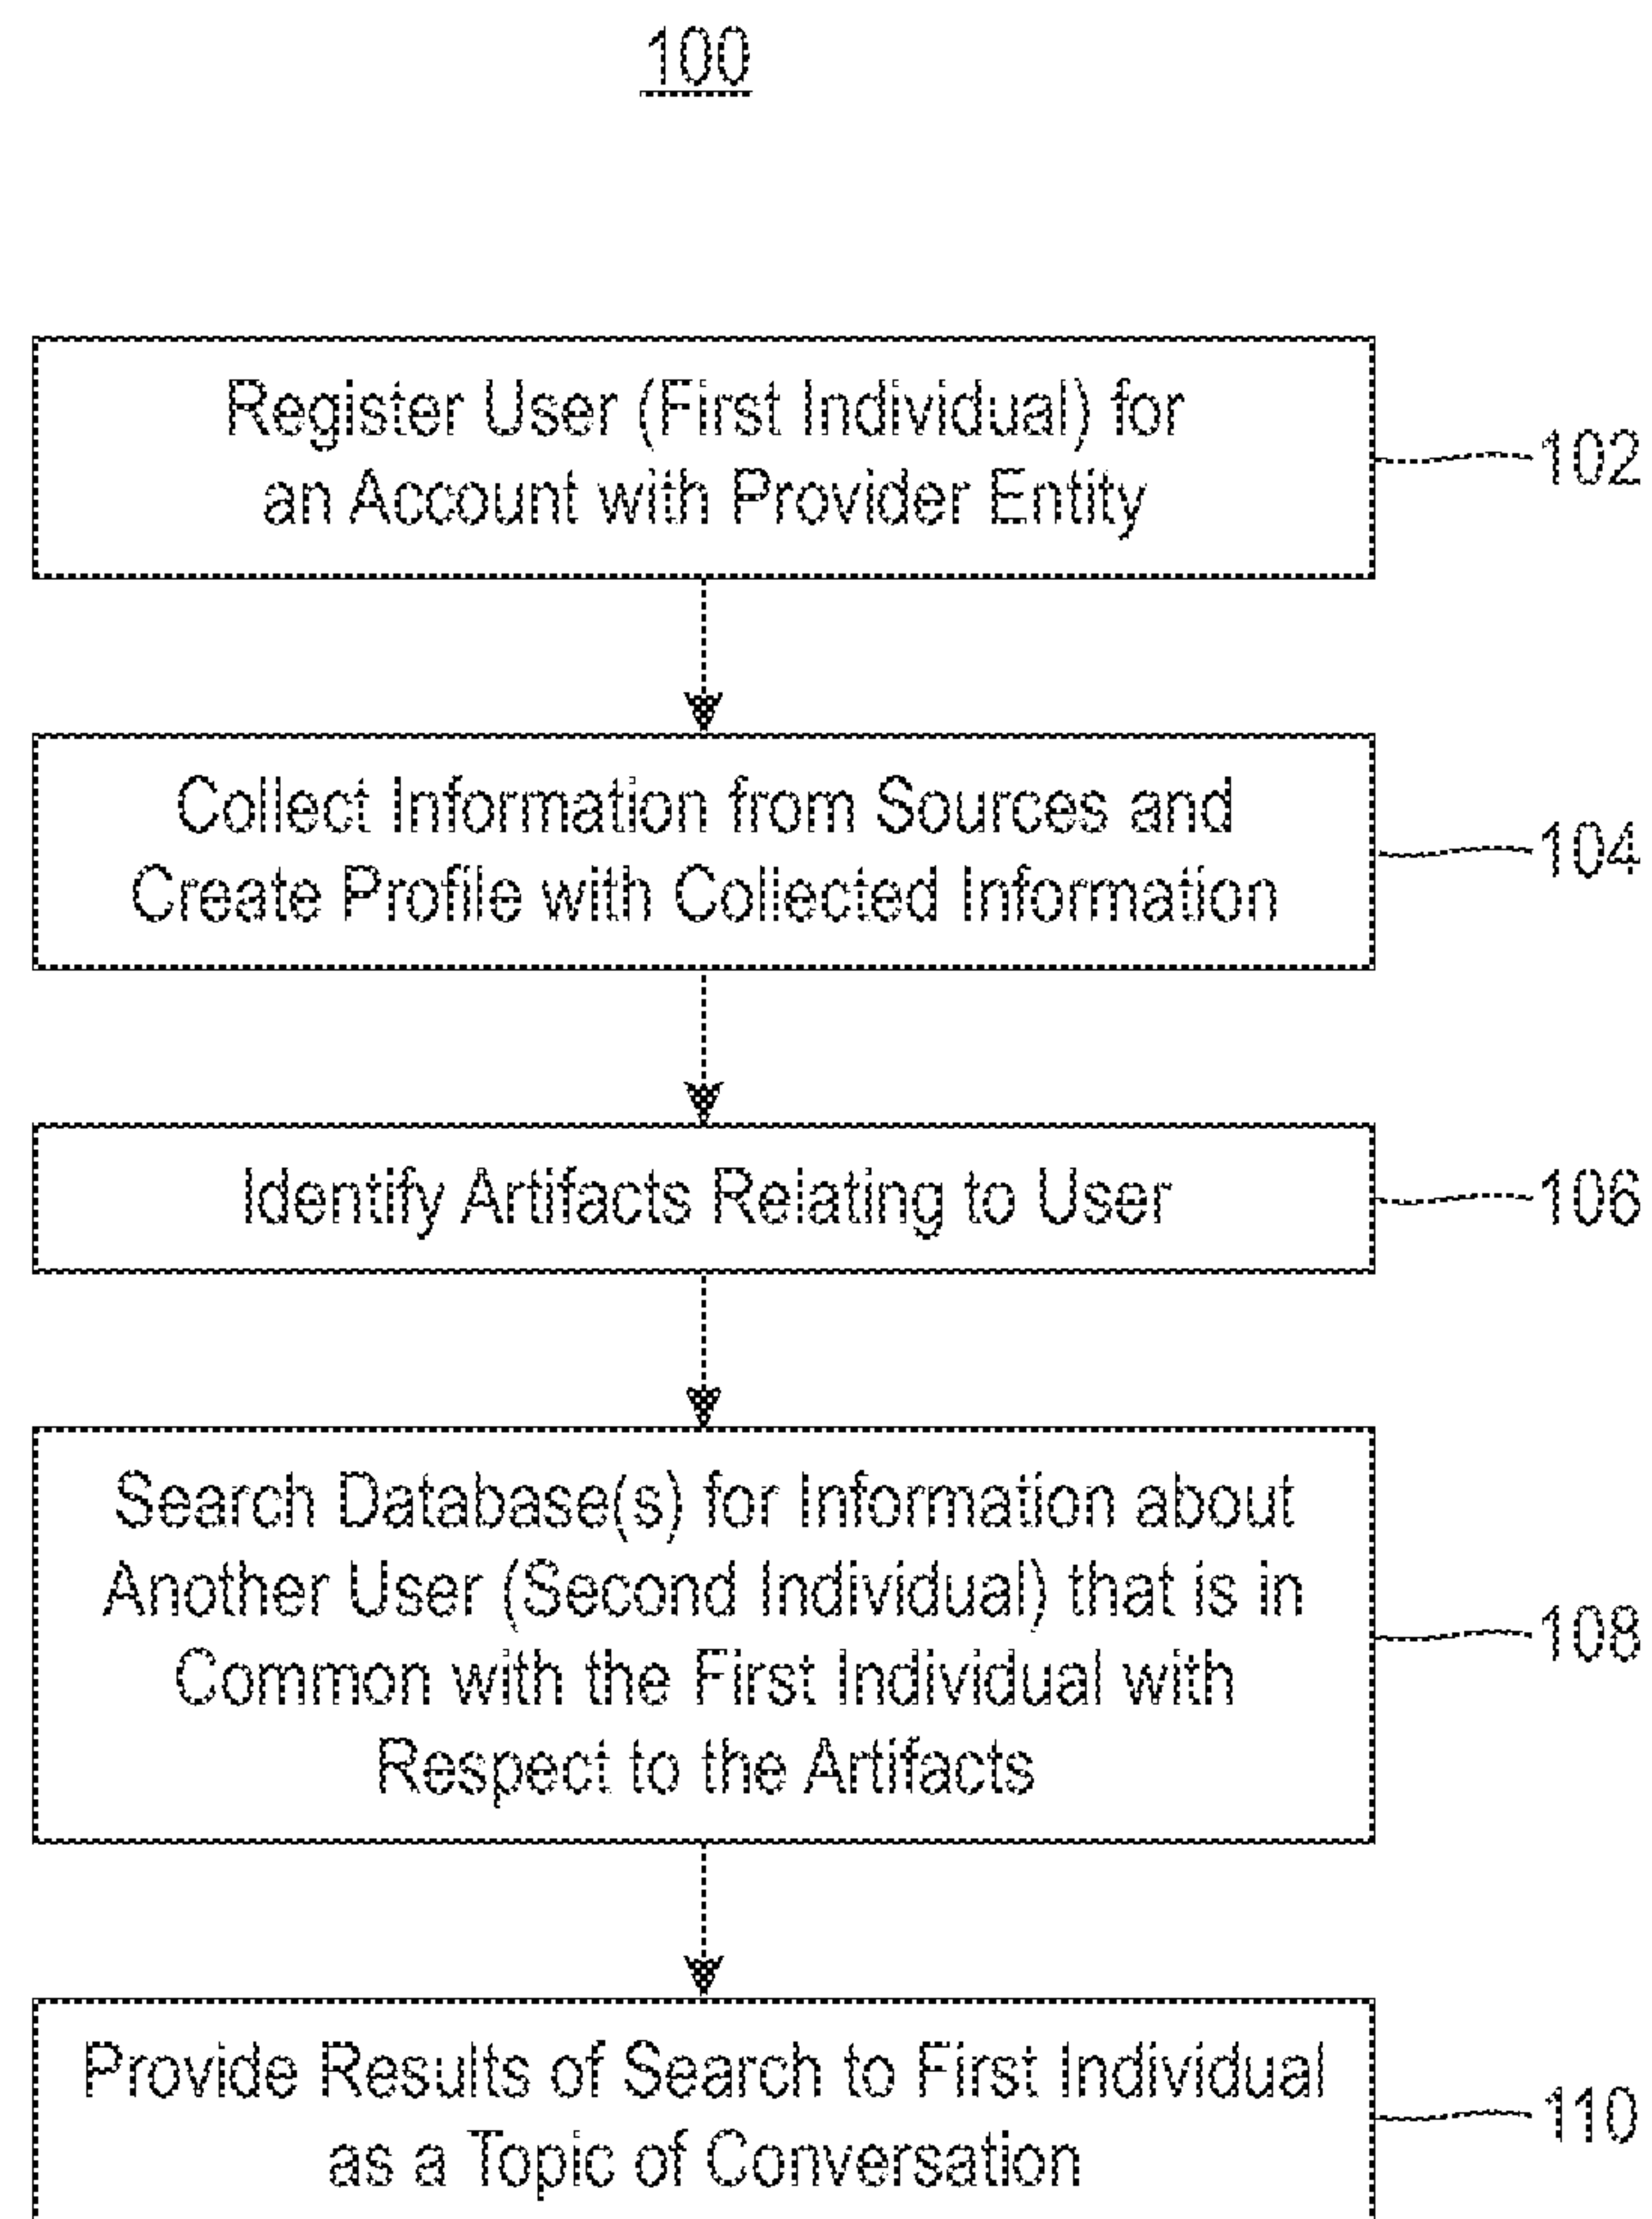 100
Register User (First Individual) for
an Account with Provider Entity
102
Collect Information from Sources and
Create Profile with Collected Information
104
Identify Artifacts Relating to User
106
Search Database(s) for Information about
Another User (Second Individual) that is in
Common with the First Individual with
Respect to the Artifacts
108
Provide Results of Search to First Individual
as a Topic of Conversation
110